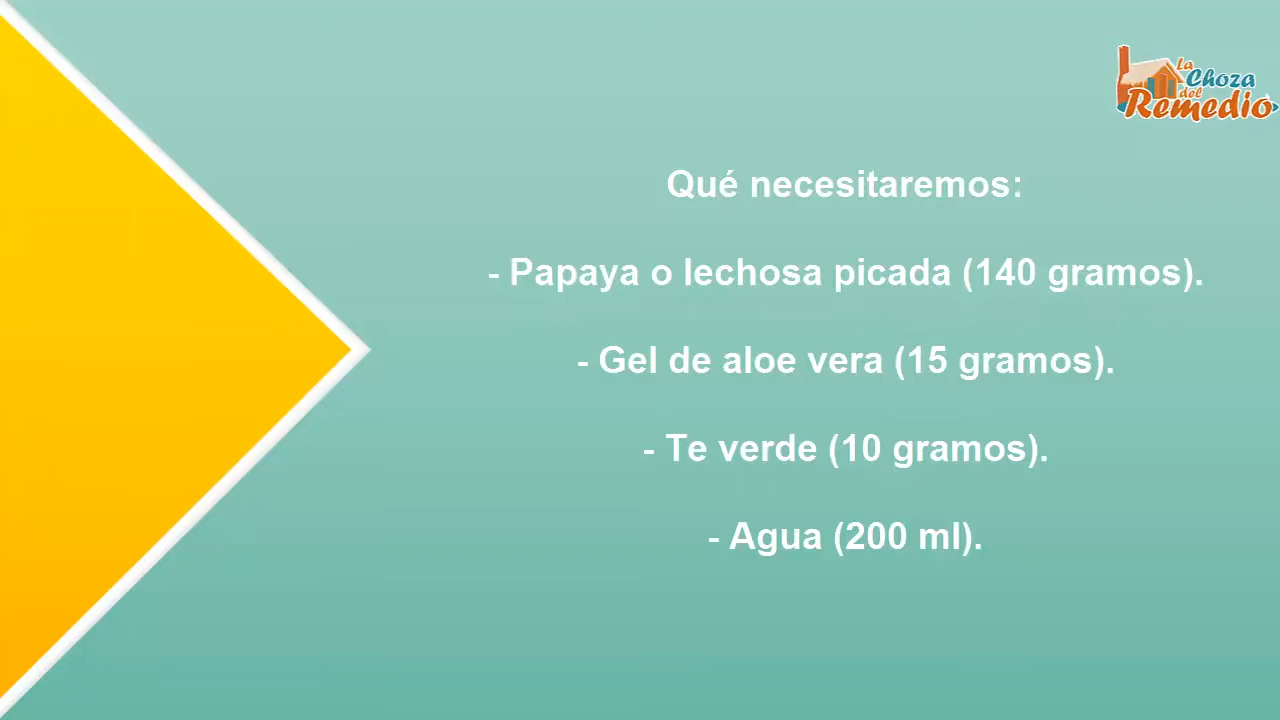 La
Choza
del
Remedio
Qué necesitaremos:
- Papaya o lechosa picada (140 gramos).
- Gel de aloe vera (15 gramos).
- Te verde (10 gramos).
- Agua (200 ml).